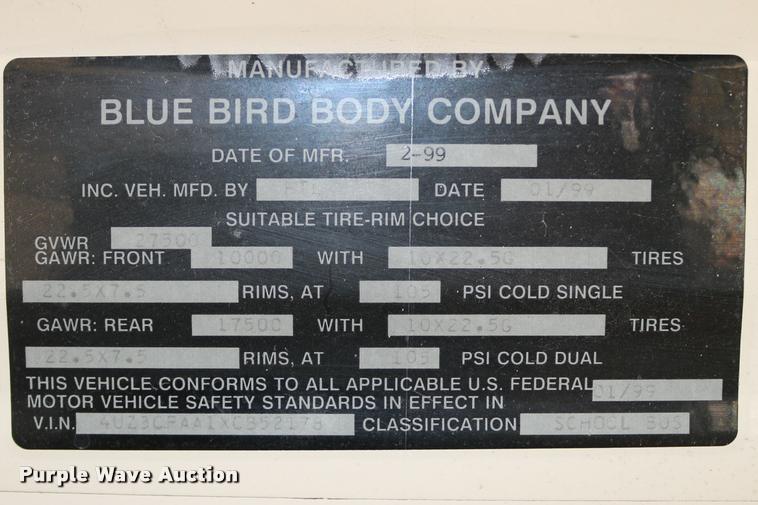 MANUFACTURED BY
BLUE BIRD BODY COMPANY
DATE OF MFR. 2-99
INC. VEH. MFD. BY DATE 01/99
SUITABLE TIRE-RIM CHOICE
GVWR 27500
GAWR: FRONT 10000 WITH 10X22.5G TIRES
22.5X7.5 RIMS, AT 105 PSI COLD SINGLE
GAWR: REAR 17500 WITH 10X22.5G TIRES
22.5X7.5 RIMS, AT 105 PSI COLD DUAL
THIS VEHICLE CONFORMS TO ALL APPLICABLE U.S. FEDERAL 01/99
MOTOR VEHICLE SAFETY STANDARDS IN EFFECT IN
V.I.N. CLASSIFICATION SCHOOL BUS
Purple Wave Auction